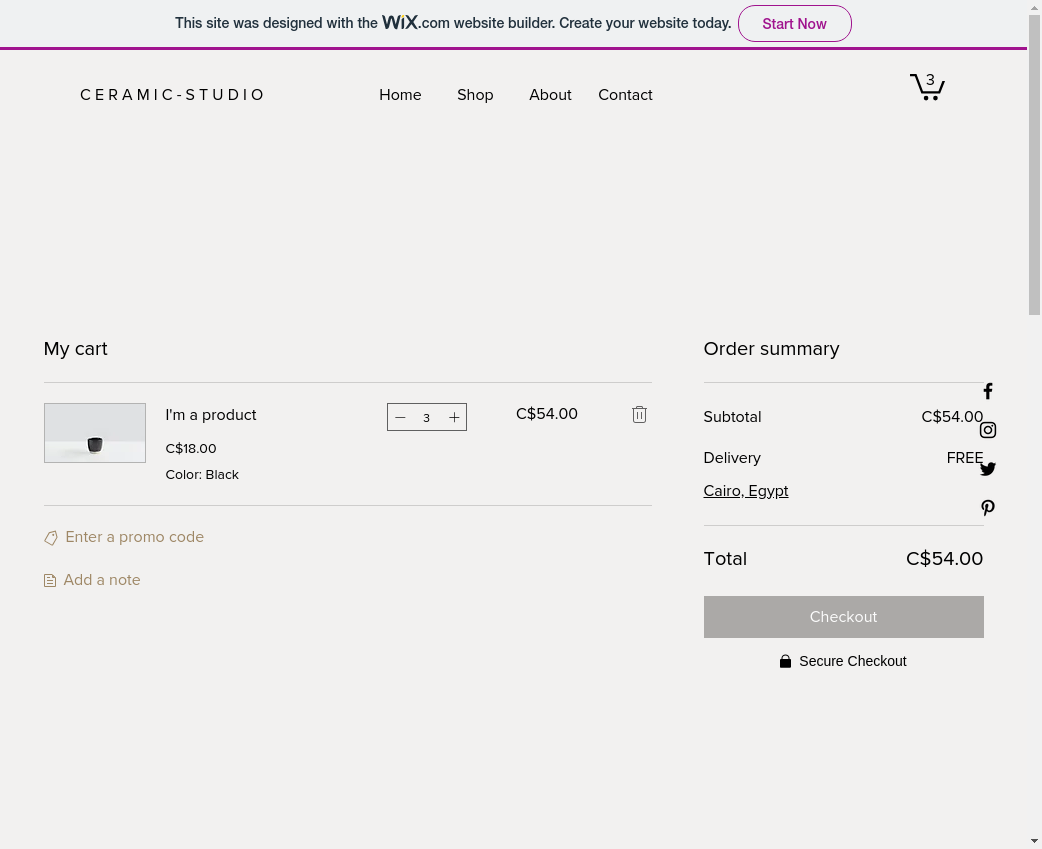 This site was designed with the WiX.com website builder. Create your website today.
Start Now
CERAMIC-STUDIO
Home
Shop
About
Contact
3
My cart
I'm a product
C$18.00
Color: Black
3
C$54.00
Enter a promo code
Add a note
Order summary
Subtotal C$54.00
Delivery FREE
Cairo, Egypt
Total C$54.00
Checkout
Secure Checkout